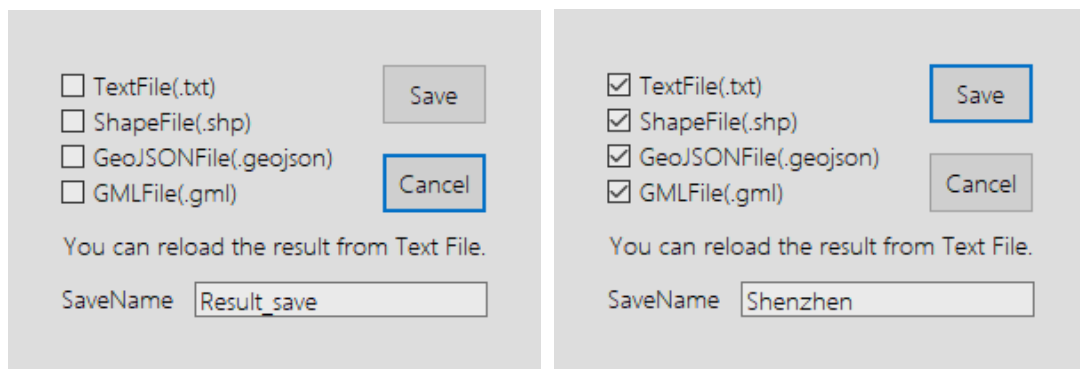 TextFile(.txt)
Save
ShapeFile(.shp)
GeoJSONFile(.geojson)
Cancel
GMLFile(.gml)
You can reload the result from Text File.
SaveName Result_save
TextFile(.txt)
Save
ShapeFile(.shp)
GeoJSONFile(.geojson)
Cancel
GMLFile(.gml)
You can reload the result from Text File.
SaveName Shenzhen